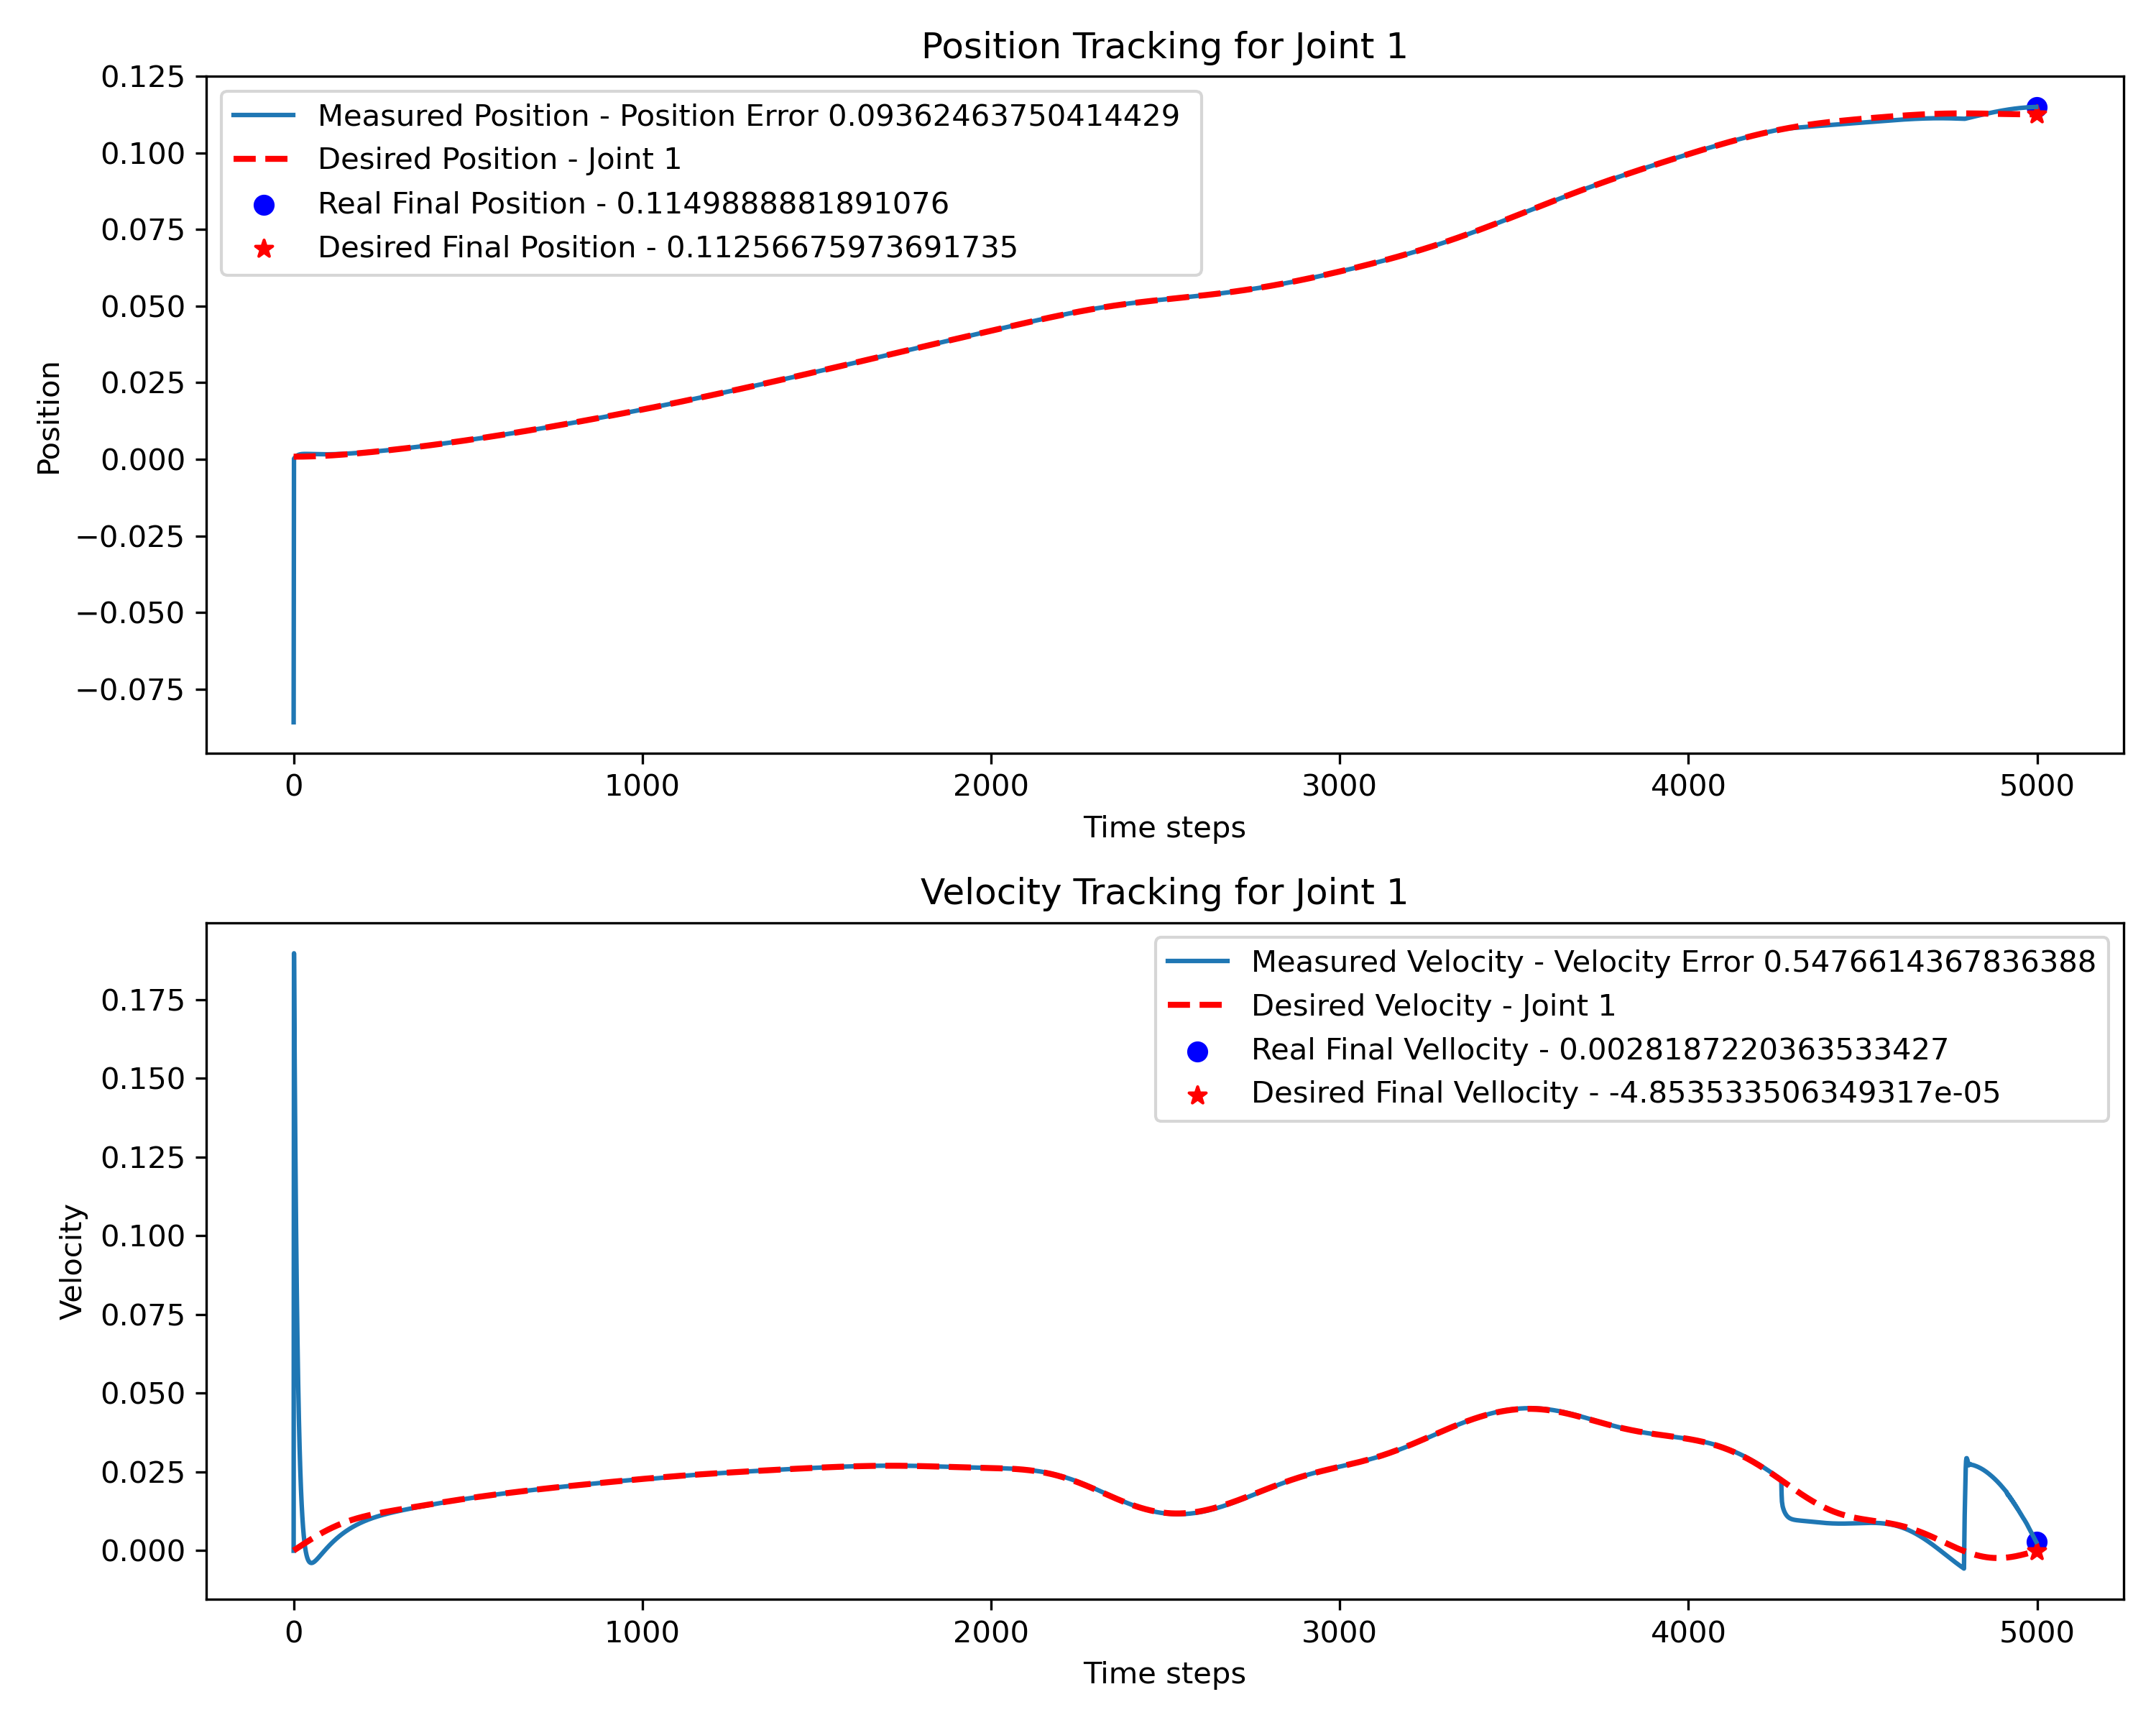 Position Tracking for Joint 1
0.125
0.100
0.075
0.050
0.025
0.000
−0.025
−0.050
−0.075
Position
Measured Position - Position Error 0.09362463750414429
Desired Position - Joint 1
Real Final Position - 0.1149888881891076
Desired Final Position - 0.11256675973691735
0 1000 2000 3000 4000 5000
Time steps
Velocity Tracking for Joint 1
0.175
0.150
0.125
0.100
0.075
0.050
0.025
0.000
Velocity
Measured Velocity - Velocity Error 0.5476614367836388
Desired Velocity - Joint 1
Real Final Vellocity - 0.0028187220363533427
Desired Final Vellocity - -4.853533506349317e-05
0 1000 2000 3000 4000 5000
Time steps